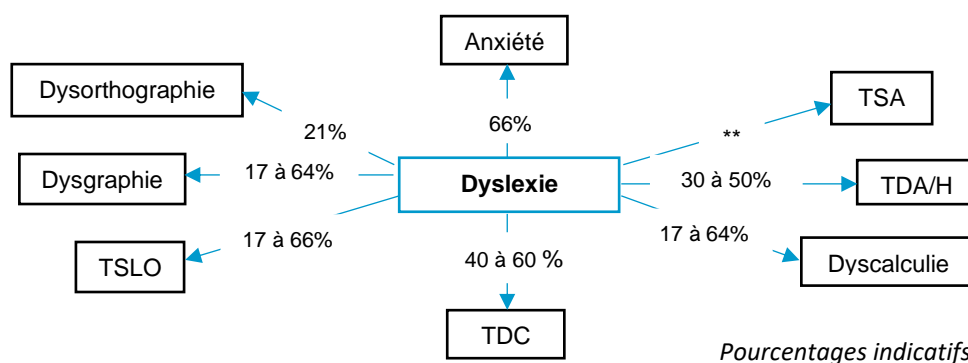 Anxiété
Dysorthographie
TSA
21%
66%
**
Dysgraphie
17 à 64%
Dyslexie
30 à 50%
TDA/H
TSLO
17 à 66%
40 à 60 %
17 à 64%
Dyscalculie
TDC
Pourcentages indicatifs